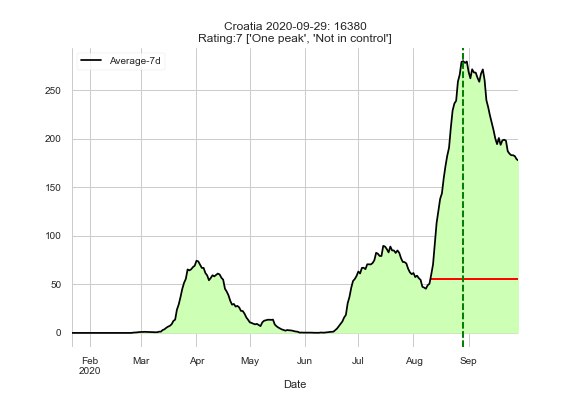 Croatia 2020-09-29: 16380
Rating:7 ['One peak', 'Not in control']
Average-7d
250
200
150
100
50
0
Feb Mar Apr May Jun Jul Aug Sep
2020
Date